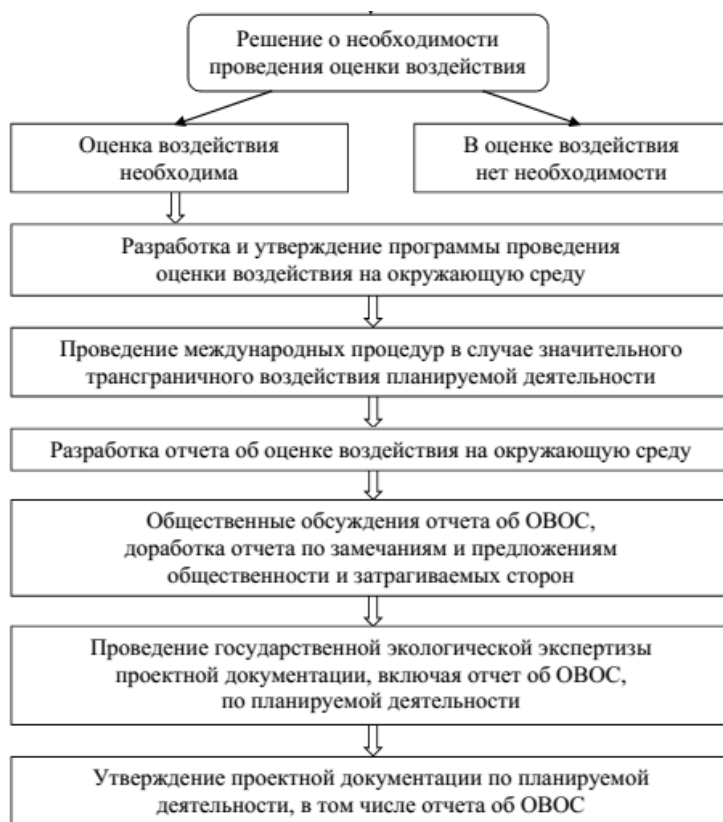 Решение о необходимости
проведения оценки воздействия
Оценка воздействия
необходима
В оценке воздействия
нет необходимости
Разработка и утверждение программы проведения
оценки воздействия на окружающую среду
Проведение международных процедур в случае значительного
трансграничного воздействия планируемой деятельности
Разработка отчета об оценке воздействия на окружающую среду
Общественные обсуждения отчета об ОВОС,
доработка отчета по замечаниям и предложениям
общественности и затрагиваемых сторон
Проведение государственной экологической экспертизы
проектной документации, включая отчет об ОВОС,
по планируемой деятельности
Утверждение проектной документации по планируемой
деятельности, в том числе отчета об ОВОС